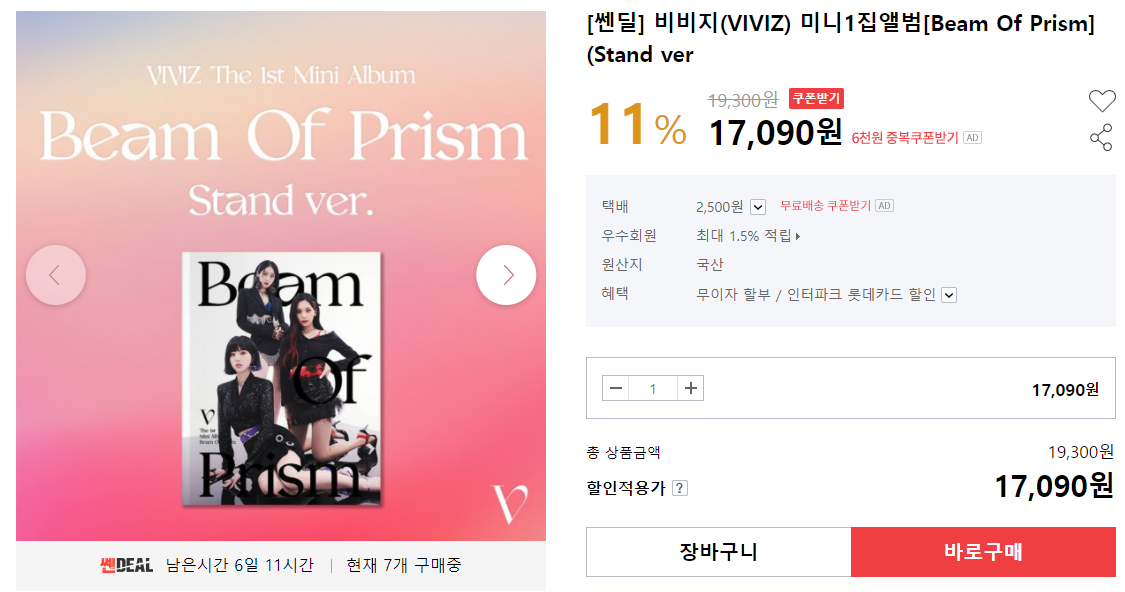 VIVIZ The 1st Mini Album
Beam Of Prism
Stand ver.
Beam
Of
V
The 1st
Mini Album
Beam Of Prism
Prism
V
쎈DEAL 남은시간 6일 11시간 | 현재 7개 구매중
[쎈딜] 비비지(VIVIZ) 미니1집앨범[Beam Of Prism]
(Stand ver
11%
19,300원 쿠폰받기
17,090원 6천원 중복쿠폰받기 AD
택배 2,500원 무료배송 쿠폰받기 AD
우수회원 최대 1.5% 적립
원산지 국산
혜택 무이자 할부 / 인터파크 롯데카드 할인
1 17,090원
총 상품금액 19,300원
할인적용가 ? 17,090원
장바구니 바로구매